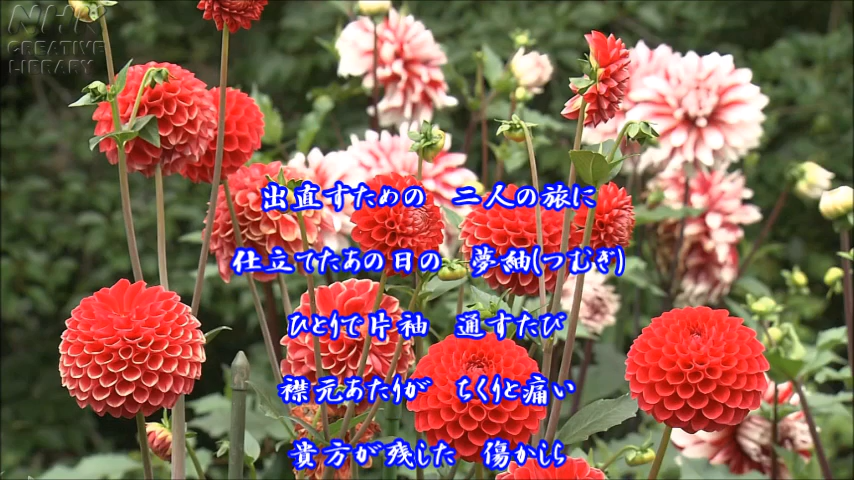 NHK
CREATIVE
LIBRARY
出直すための　二人の旅に
仕立てたあの日の　夢紬(つむぎ)
ひとりで片袖　通すたび
襟元あたりが　ちくりと痛い
貴方が残した　傷かしら